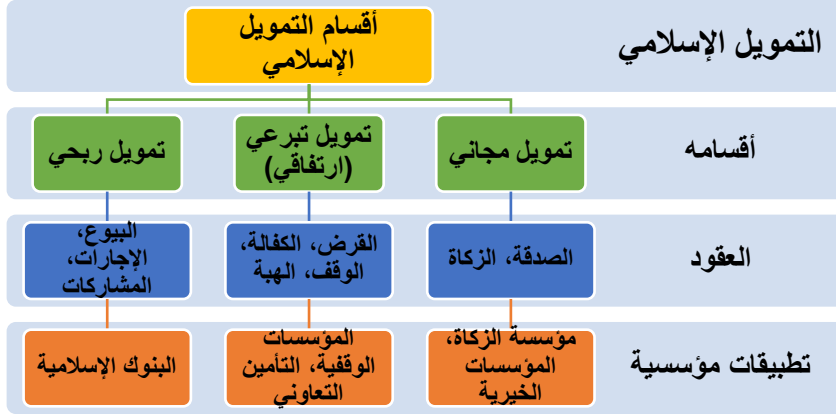 التمويل الإسلامي
أقسام التمويل
الإسلامي
أقسامه
تمويل مجاني
تمويل تبرعي
(ارتفاقي)
تمويل ربحي
العقود
الصدقة، الزكاة
القرض، الكفالة،
الوقف، الهبة
البيوع،
الإجارات،
المشاركات
تطبيقات مؤسسية
مؤسسة الزكاة،
المؤسسات
الخيرية
المؤسسات
الوقفية، التأمين
التعاوني
البنوك الإسلامية